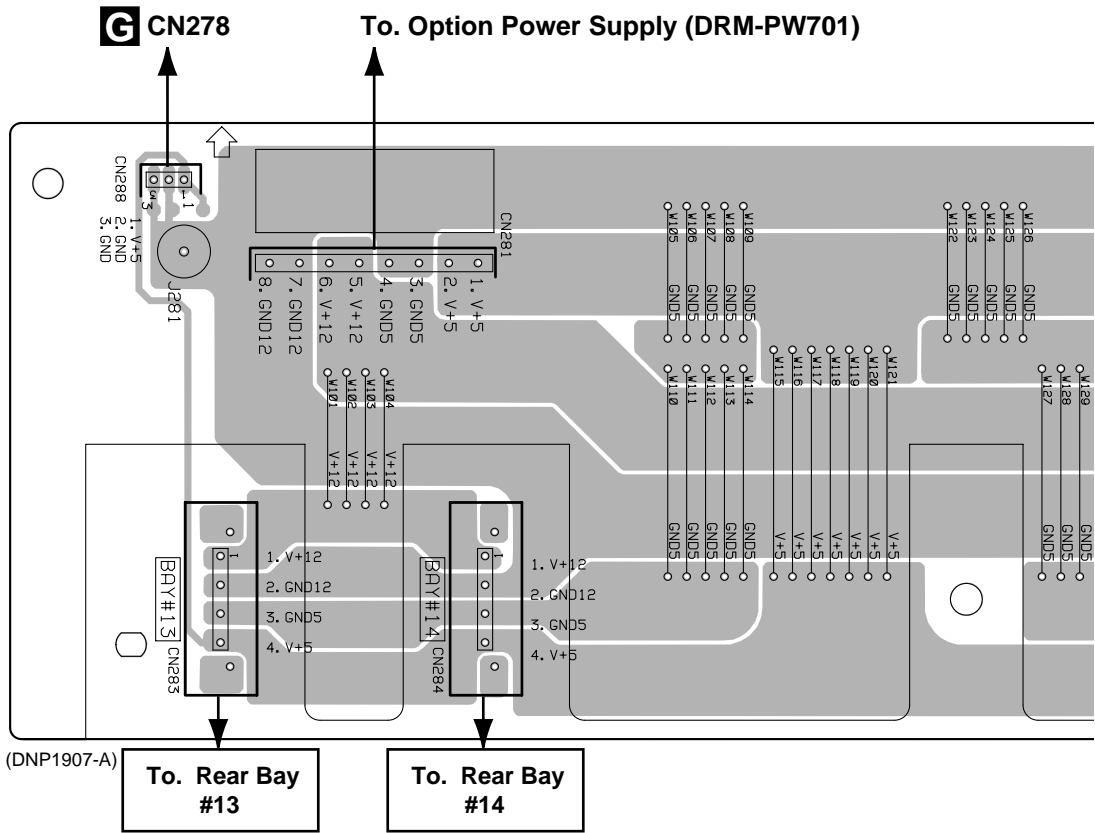 G CN278
To. Option Power Supply (DRM-PW701)
CN288
3
1
1. V+5
2. GND
3. GND
J281
CN281
8. GND12
7. GND12
6. V+12
5. V+12
4. GND5
3. GND5
2. V+5
1. V+5
W105
W106
W107
W108
W109
GND5
GND5
GND5
GND5
GND5
W122
W123
W124
W125
W126
GND5
GND5
GND5
GND5
GND5
W101
W102
W103
W104
V+12
V+12
V+12
V+12
W110
W111
W112
W113
W114
GND5
GND5
GND5
GND5
GND5
W115
W116
W117
W118
W119
W120
W121
V+5
V+5
V+5
V+5
V+5
V+5
V+5
W127
W128
W129
GND5
GND5
GND5
BAY#13
CN283
1
1. V+12
2. GND12
3. GND5
4. V+5
BAY#14
CN284
1
1. V+12
2. GND12
3. GND5
4. V+5
(DNP1907-A)
To. Rear Bay
#13
To. Rear Bay
#14